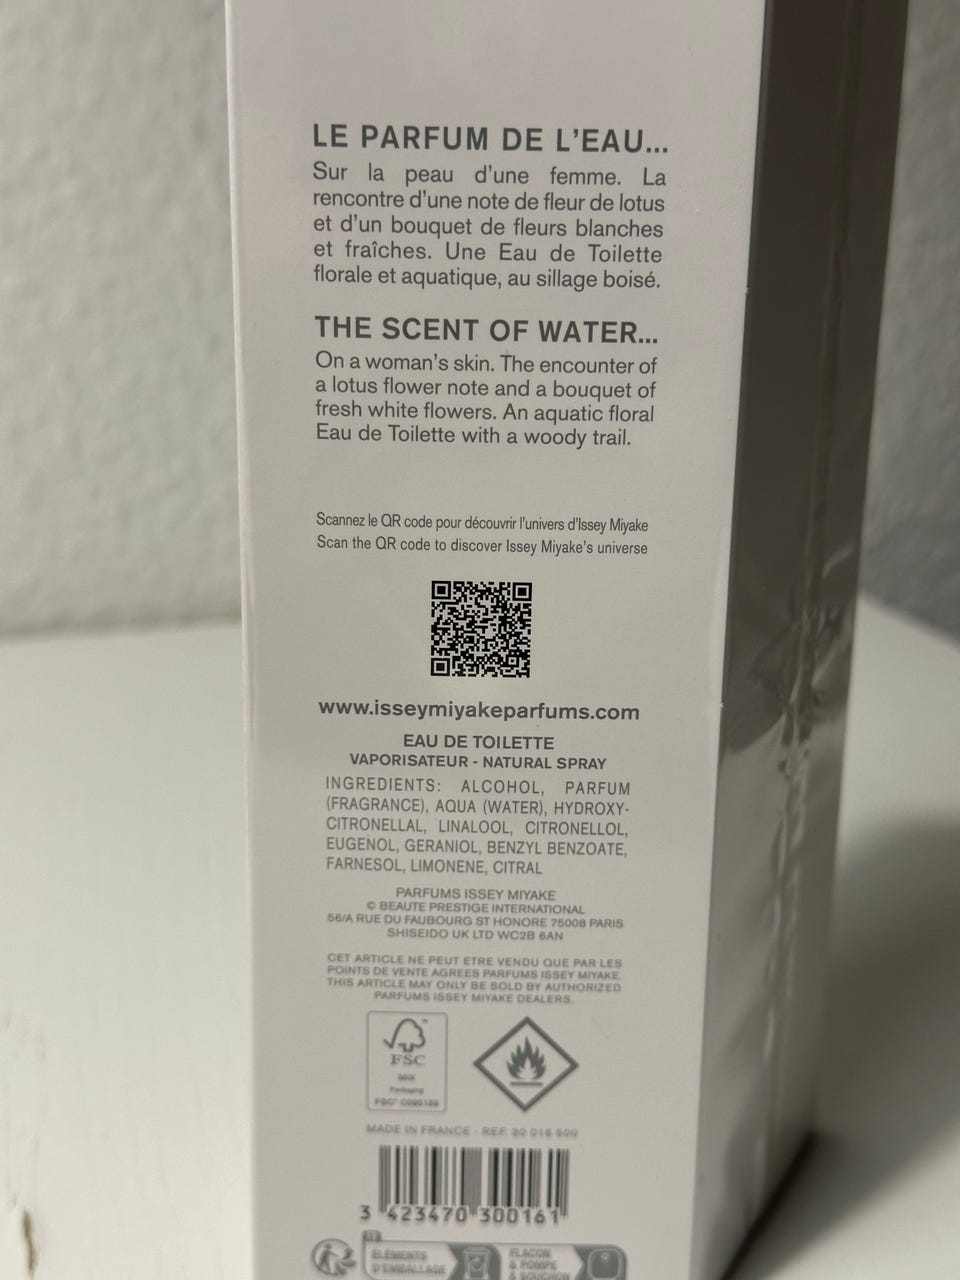 LE PARFUM DE L'EAU...
Sur la peau d'une femme. La
rencontre d'une note de fleur de lotus
et d'un bouquet de fleurs blanches
et fraîches. Une Eau de Toilette
florale et aquatique, au sillage boisé.
THE SCENT OF WATER...
On a woman's skin. The encounter of
a lotus flower note and a bouquet of
fresh white flowers. An aquatic floral
Eau de Toilette with a woody trail.
Scannez le QR code pour découvrir l'univers d'Issey Miyake
Scan the QR code to discover Issey Miyake's universe
www.isseymiyakeparfums.com
EAU DE TOILETTE
VAPORISATEUR - NATURAL SPRAY
INGREDIENTS: ALCOHOL, PARFUM
(FRAGRANCE), AQUA (WATER), HYDROXY-
CITRONELLAL, LINALOOL, CITRONELLOL,
EUGENOL, GERANIOL, BENZYL BENZOATE,
FARNESOL, LIMONENE, CITRAL
PARFUMS ISSEY MIYAKE
© BEAUTE PRESTIGE INTERNATIONAL
56/A RUE DU FAUBOURG ST HONORE 75008 PARIS
SHISEIDO UK LTD WC2B 6AN
CET ARTICLE NE PEUT ETRE VENDU QUE PAR LES
POINTS DE VENTE AGREES PARFUMS ISSEY MIYAKE.
THIS ARTICLE MAY ONLY BE SOLD BY AUTHORIZED
PARFUMS ISSEY MIYAKE DEALERS.
FSC
MIX
Packaging
FSC®
MADE IN FRANCE - REF. 30 016 
3 423470 300161
ÉLÉMENTS
D'EMBALLAGE
FLACON
& POMPE
& BOUCHON